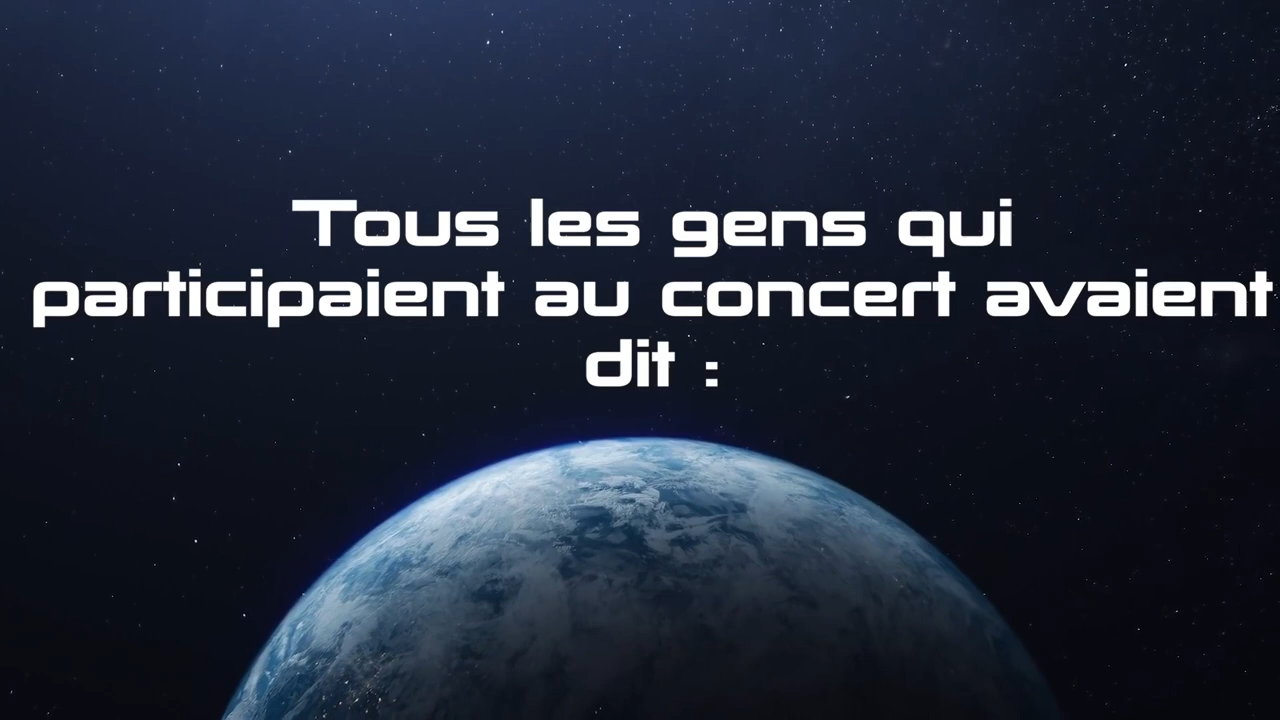 Tous les gens qui
participaient au concert avaient
dit :